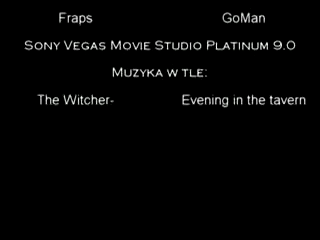 Fraps GoMan
Sony Vegas Movie Studio Platinum 9.0
Muzyka w tle:
The Witcher- Evening in the tavern